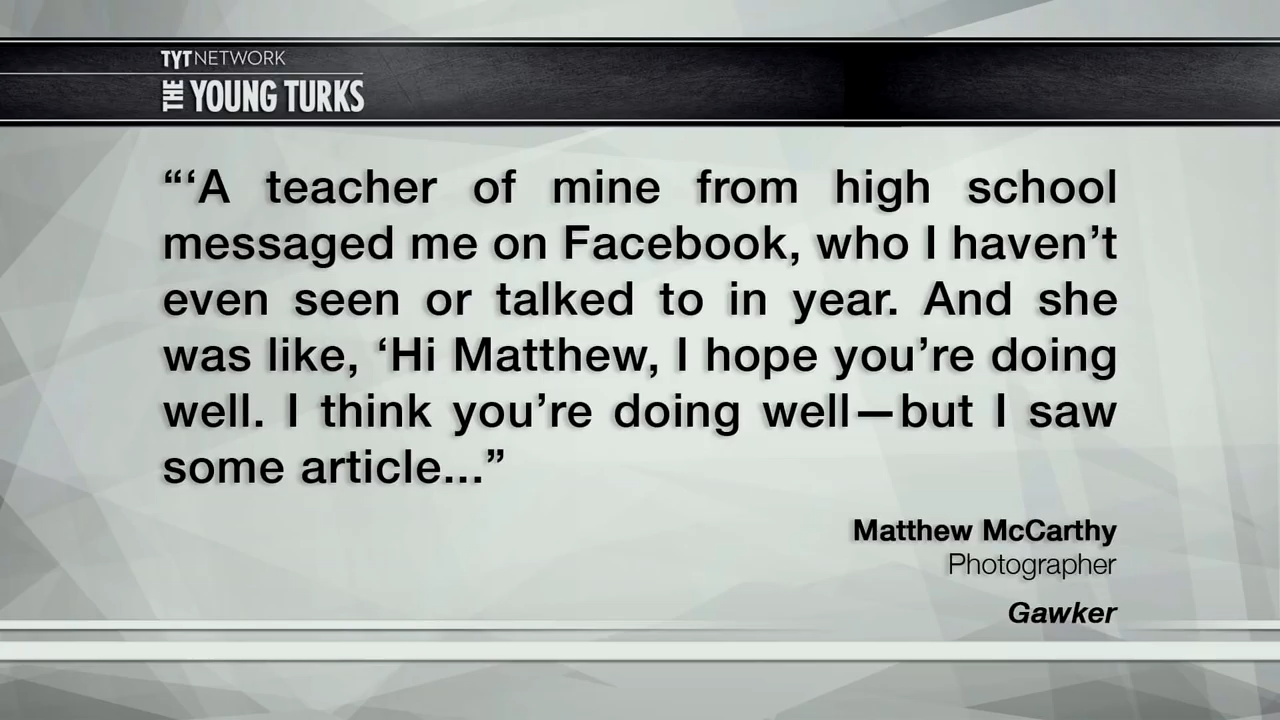 TYT NETWORK
THE YOUNG TURKS
“‘A teacher of mine from high school
messaged me on Facebook, who I haven’t
even seen or talked to in year. And she
was like, ‘Hi Matthew, I hope you’re doing
well. I think you’re doing well—but I saw
some article...”
Matthew McCarthy
Photographer
Gawker